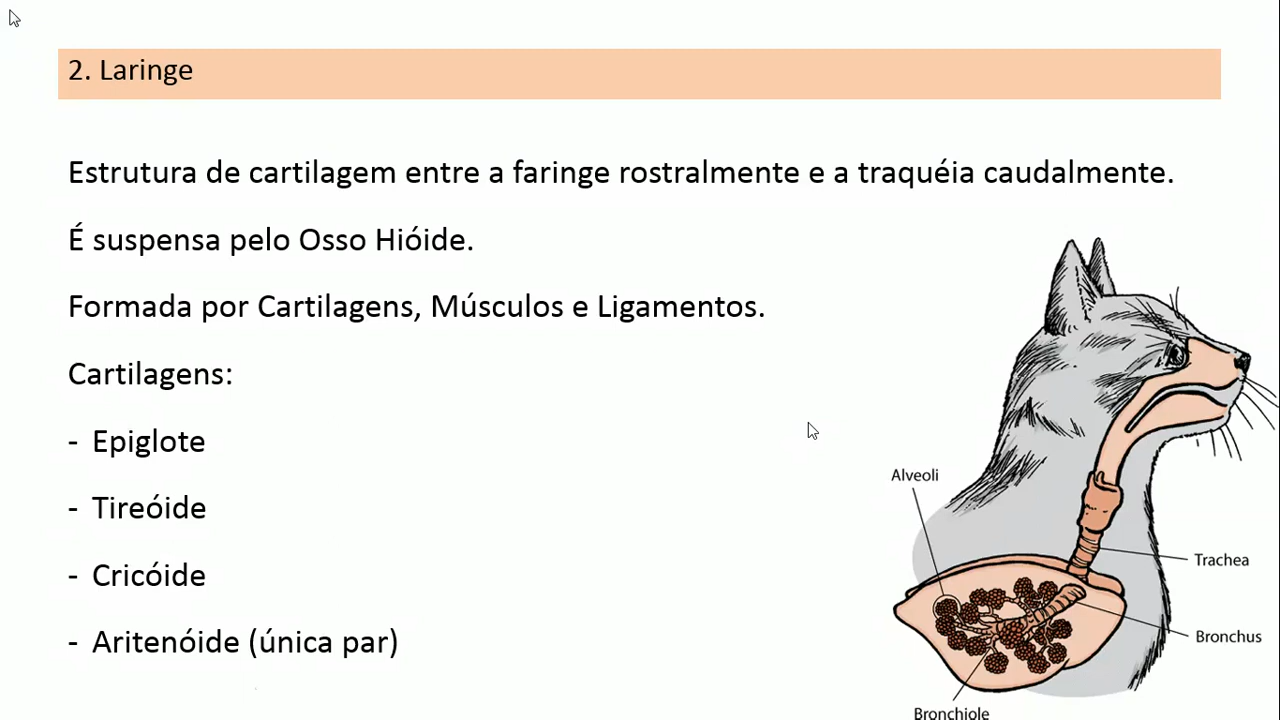 2. Laringe
Estrutura de cartilagem entre a faringe rostralmente e a traquéia caudalmente.
É suspensa pelo Osso Hióide.
Formada por Cartilagens, Músculos e Ligamentos.
Cartilagens:
- Epiglote
- Tireóide
- Cricóide
- Aritenóide (única par)
Alveoli
Trachea
Bronchus
Bronchiole